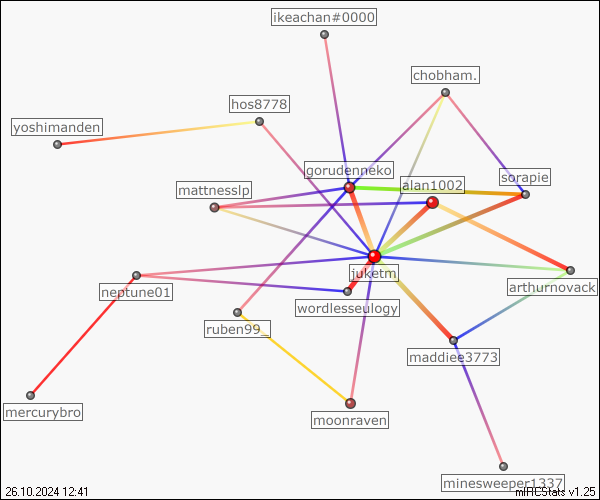 ikeachan#0000
chobham.
hos8778
yoshimanden
gorudenneko
sorapie
alan1002
mattnesslp
juketm
neptune01
arthurnovack
wordlesseulogy
ruben99_
maddiee3773
mercurybro
moonraven
minesweeper1337
26.10.2024 12:41
mIRCStats v1.25